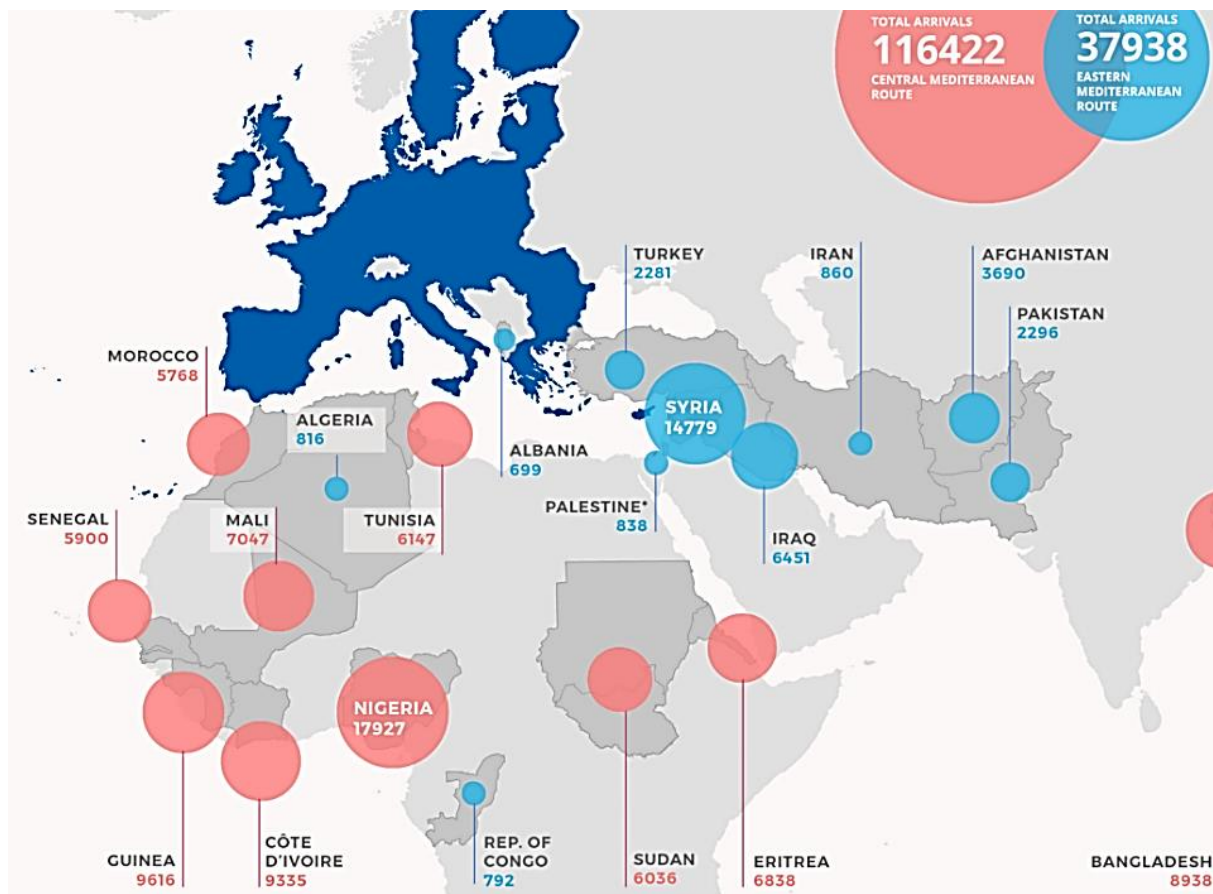 TOTAL ARRIVALS
116422
CENTRAL MEDITERRANEAN
ROUTE
TOTAL ARRIVALS
37938
EASTERN
MEDITERRANEAN
ROUTE
TURKEY
2281
IRAN
860
AFGHANISTAN
3690
PAKISTAN
2296
MOROCCO
5768
ALGERIA
816
SYRIA
14779
ALBANIA
699
PALESTINE*
838
IRAQ
6451
SENEGAL
5900
MALI
7047
TUNISIA
6147
NIGERIA
17927
GUINEA
9616
CÔTE
D'IVOIRE
9335
REP. OF
CONGO
792
SUDAN
6036
ERITREA
6838
BANGLADESH
8938